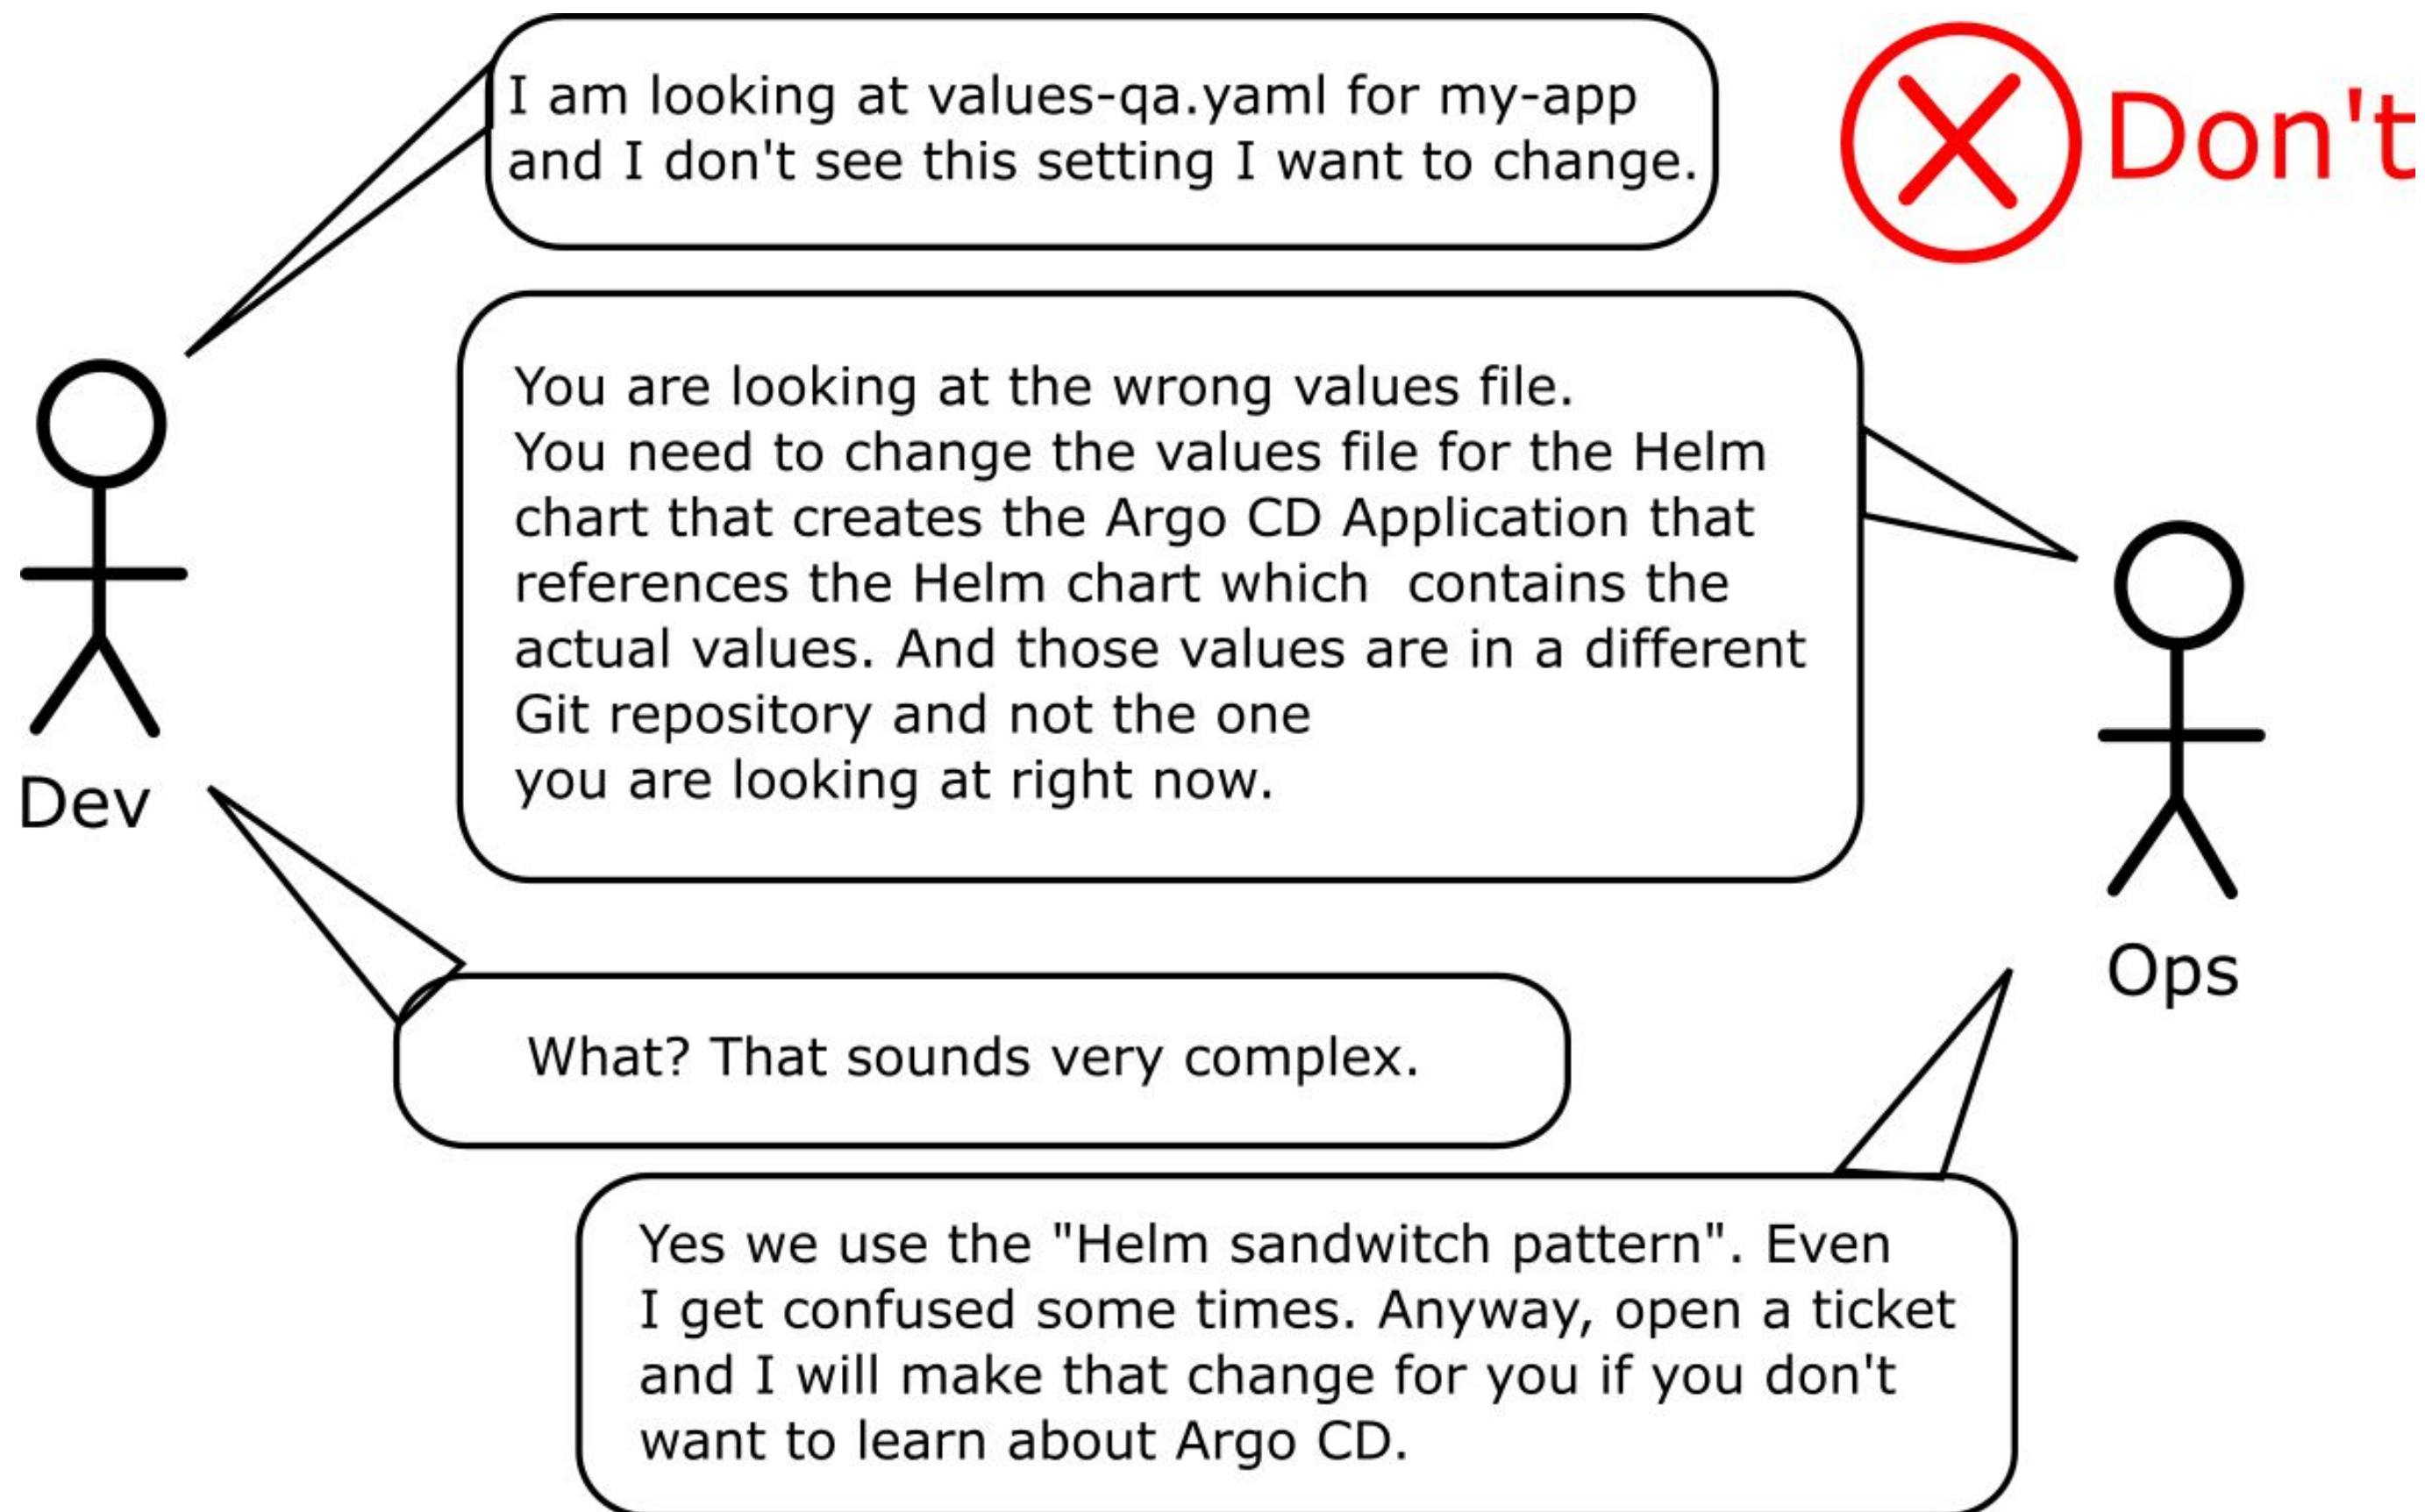 I am looking at values-qa.yaml for my-app
and I don't see this setting I want to change.
Don't
You are looking at the wrong values file.
You need to change the values file for the Helm
chart that creates the Argo CD Application that
references the Helm chart which  contains the
actual values. And those values are in a different
Git repository and not the one
you are looking at right now.
Dev
Ops
What? That sounds very complex.
Yes we use the "Helm sandwitch pattern". Even
I get confused some times. Anyway, open a ticket
and I will make that change for you if you don't
want to learn about Argo CD.